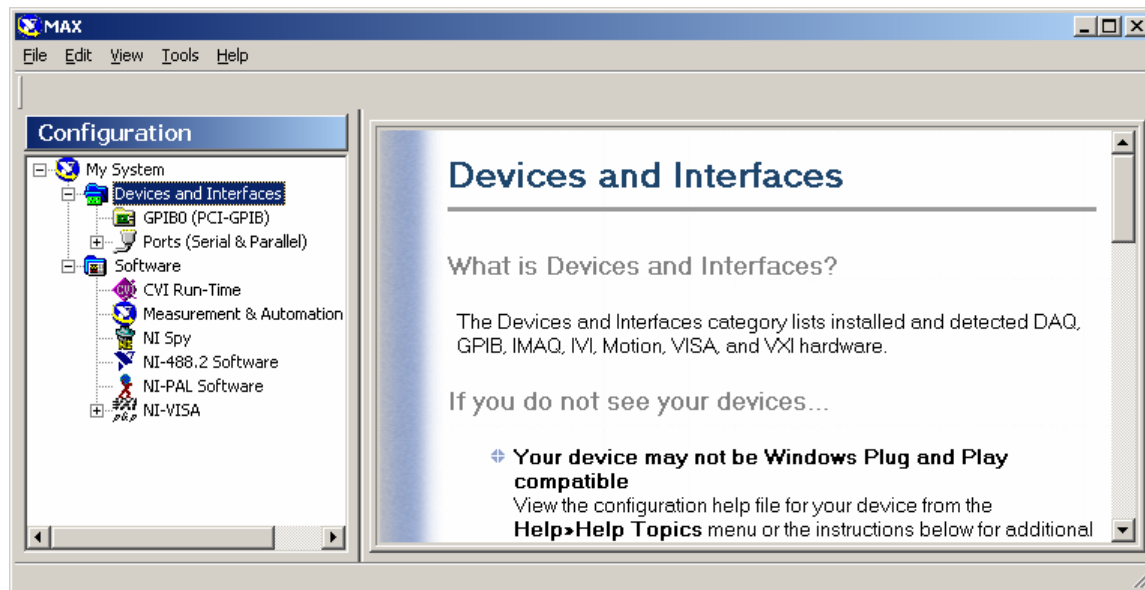 MAX
File Edit View Tools Help
Configuration
My System
Devices and Interfaces
GPIB0 (PCI-GPIB)
Ports (Serial & Parallel)
Software
CVI Run-Time
Measurement & Automation
NI Spy
NI-488.2 Software
NI-PAL Software
NI-VISA
Devices and Interfaces
What is Devices and Interfaces?
The Devices and Interfaces category lists installed and detected DAQ,
GPIB, IMAQ, IVI, Motion, VISA, and VXI hardware.
If you do not see your devices...
Your device may not be Windows Plug and Play
compatible
View the configuration help file for your device from the
Help»Help Topics menu or the instructions below for additional